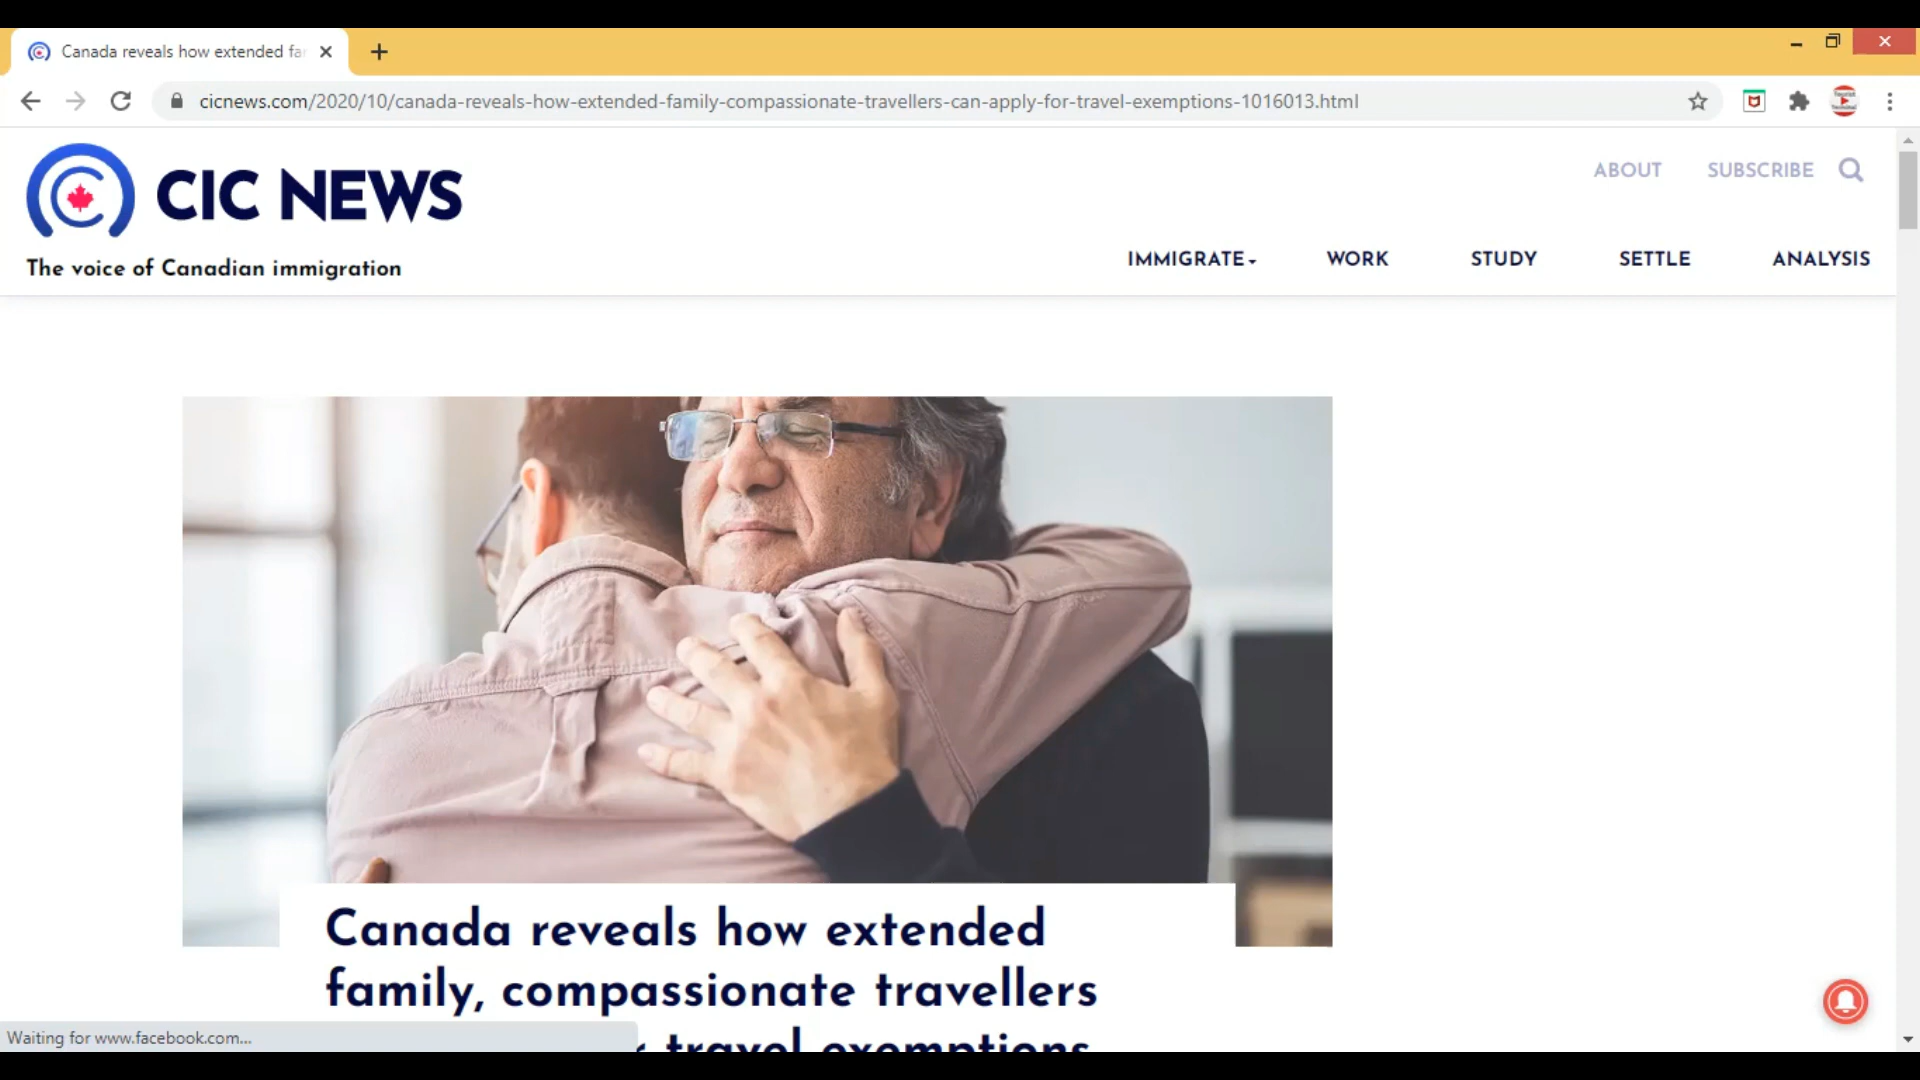 Canada reveals how extended fa
cicnews.com/2020/10/canada-reveals-how-extended-family-compassionate-travellers-can-apply-for-travel-exemptions-1016013.html
CIC NEWS
The voice of Canadian immigration
ABOUT SUBSCRIBE
IMMIGRATE WORK STUDY SETTLE ANALYSIS
Canada reveals how extended
family, compassionate travellers
travel exemptions
Waiting for www.facebook.com...